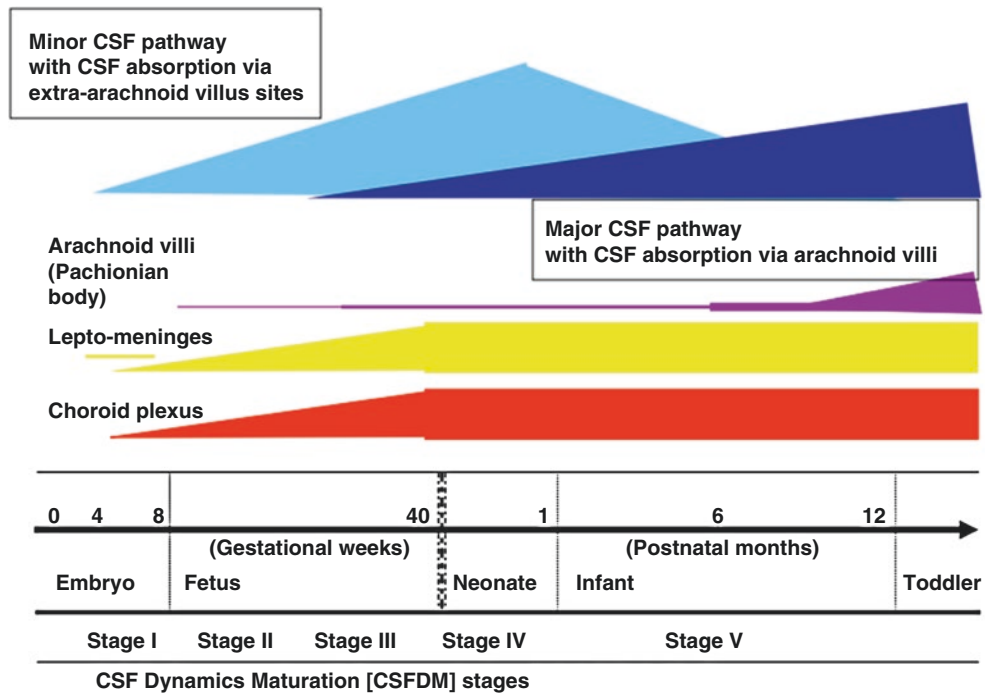 Minor CSF pathway
with CSF absorption via
extra-arachnoid villus sites
Major CSF pathway
with CSF absorption via arachnoid villi
Arachnoid villi
(Pachionian
body)
Lepto-meninges
Choroid plexus
0 4 8 40 1 6 12
(Gestational weeks) (Postnatal months)
Embryo Fetus Neonate Infant Toddler
Stage I Stage II Stage III Stage IV Stage V
CSF Dynamics Maturation [CSFDM] stages